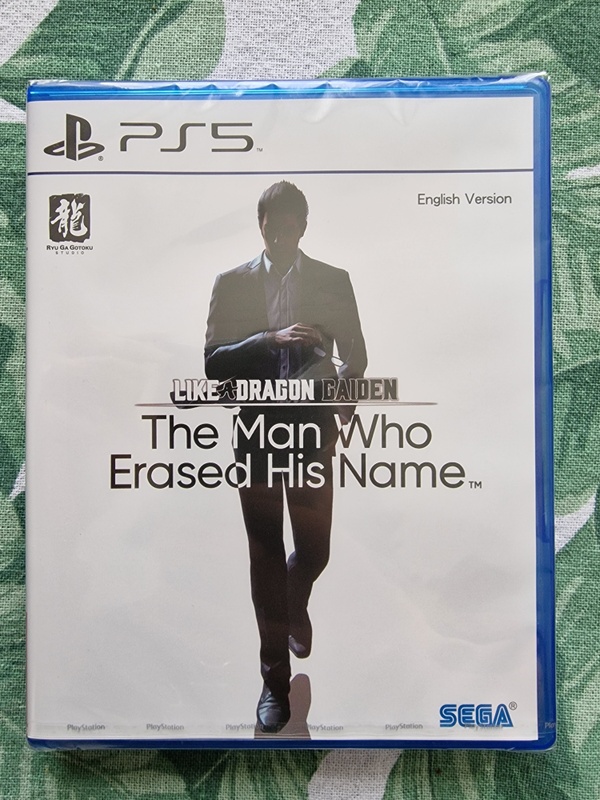 PS5™
English Version
龍
RYU GA GOTOKU
STUDIO
LIKE A DRAGON GAIDEN
The Man Who
Erased His Name™
SEGA®
PlayStation PlayStation PlayStation PlayStation PlayStation